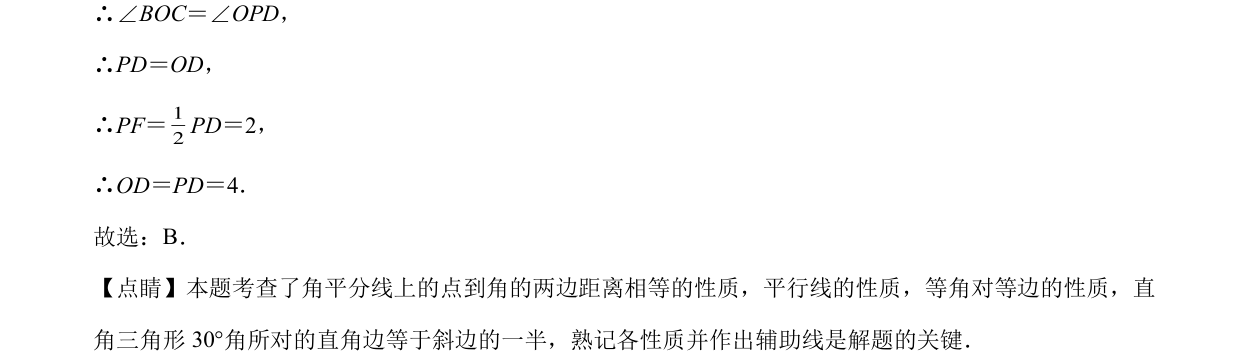 ∴∠BOC=∠OPD，
∴PD=OD，
∴PF=\frac{1}{2}PD=2，
∴OD=PD=4．
故选：B．
【点睛】本题考查了角平分线上的点到角的两边距离相等的性质，平行线的性质，等角对等边的性质，直
角三角形 30°角所对的直角边等于斜边的一半，熟记各性质并作出辅助线是解题的关键．